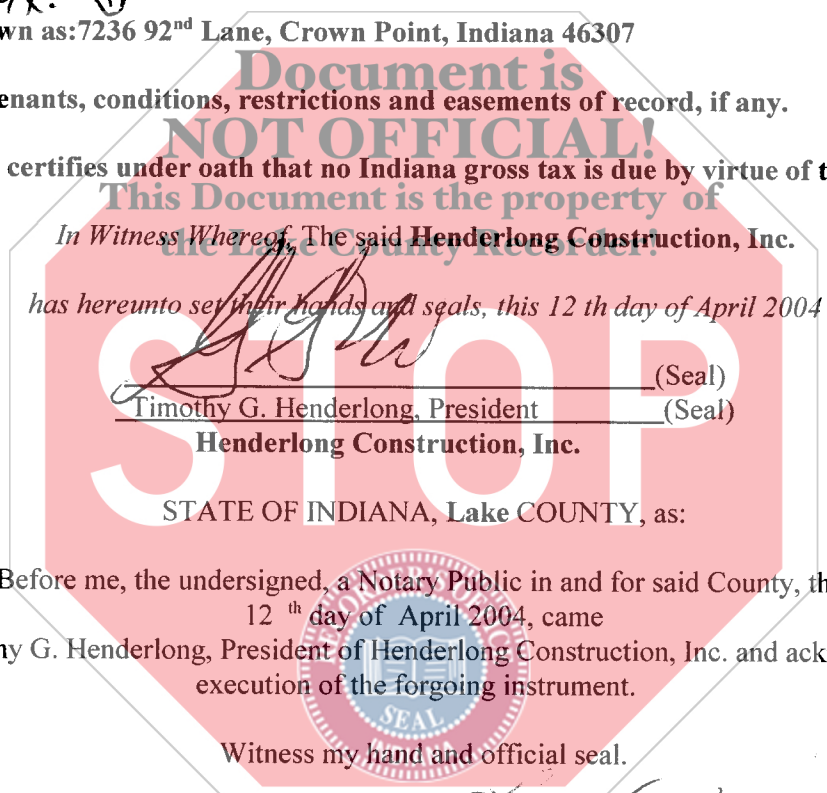 wn as:7236 92nd Lane, Crown Point, Indiana 46307
Document is
enants, conditions, restrictions and easements of record, if any.
NOT OFFICIAL!
certifies under oath that no Indiana gross tax is due by virtue of t
This Document is the property of
In Witness Whereof, The said Henderlong Construction, Inc.
the Lake County Recorder!
has hereunto set their hands and seals, this 12 th day of April 2004
(Seal)
Timothy G. Henderlong, President (Seal)
Henderlong Construction, Inc.
STOP
STATE OF INDIANA, Lake COUNTY, as:
Before me, the undersigned, a Notary Public in and for said County, th
12 th day of April 2004, came
ny G. Henderlong, President of Henderlong Construction, Inc. and ack
execution of the forgoing instrument.
RECORDER'S OFFICE
SEAL
INDIANA
Witness my hand and official seal.